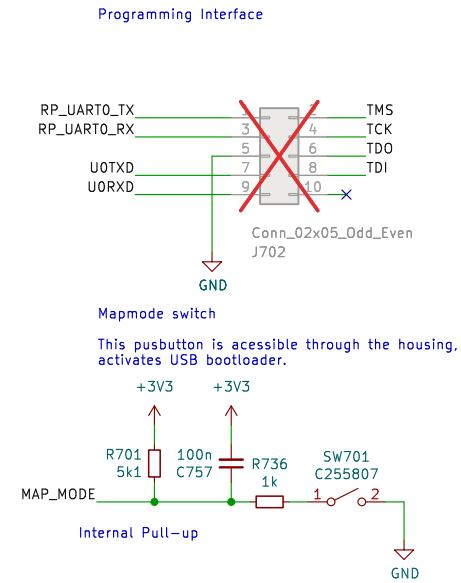 Programming Interface
RP_UART0_TX 1 2 TMS
RP_UART0_RX 3 4 TCK
5 6 TDO
U0TXD 7 8 TDI
U0RXD 9 10
Conn_02x05_Odd_Even
J702
GND
Mapmode switch
This pusbutton is acessible through the housing,
activates USB bootloader.
+3V3 +3V3
R701 100n R736 SW701
5k1 C757 1k C255807
MAP_MODE 1 2
Internal Pull-up
GND